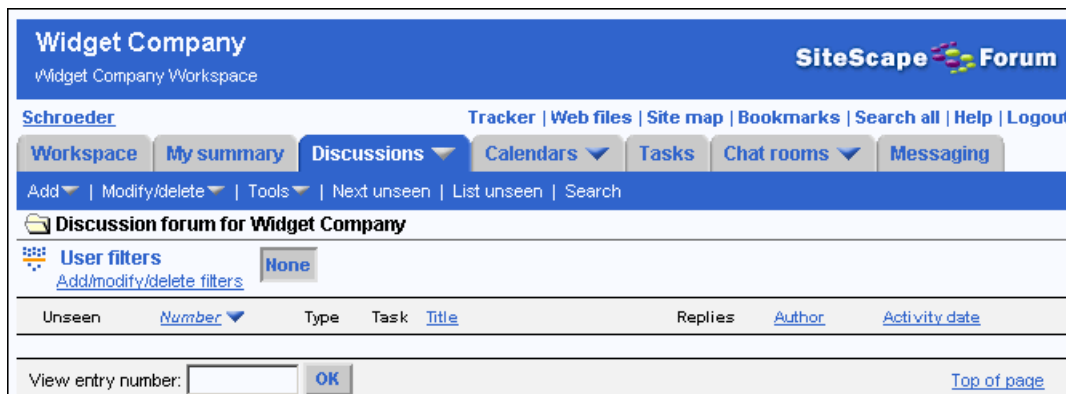 Widget Company
Widget Company Workspace
SiteScape Forum
Schroeder Tracker | Web files | Site map | Bookmarks | Search all | Help | Logout
Workspace My summary Discussions Calendars Tasks Chat rooms Messaging
Add | Modify/delete | Tools | Next unseen | List unseen | Search
Discussion forum for Widget Company
User filters None
Add/modify/delete filters
Unseen Number Type Task Title Replies Author Activity date
View entry number: OK Top of page